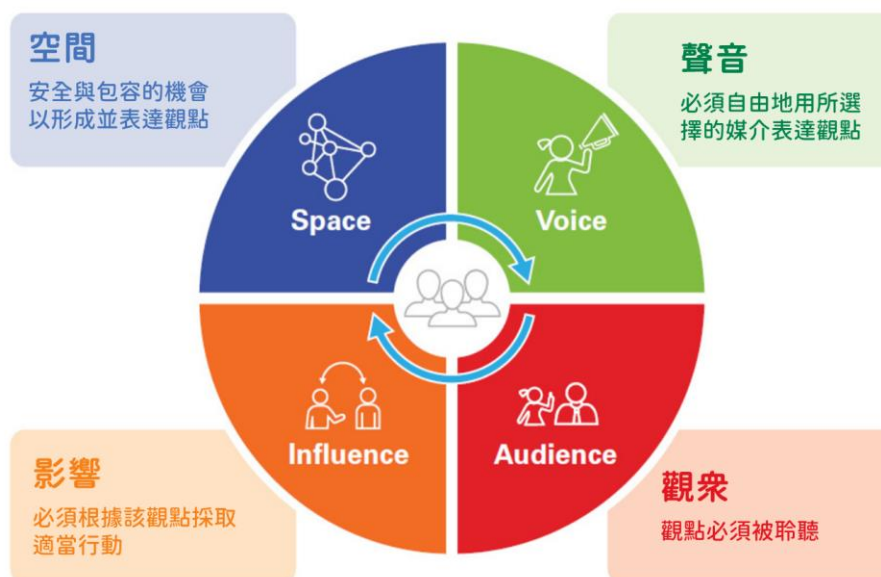 空間
安全與包容的機會
以形成並表達觀點
聲音
必須自由地用所選
擇的媒介表達觀點
Space
Voice
Influence
Audience
影響
必須根據該觀點採取
適當行動
觀衆
觀點必須被聆聽